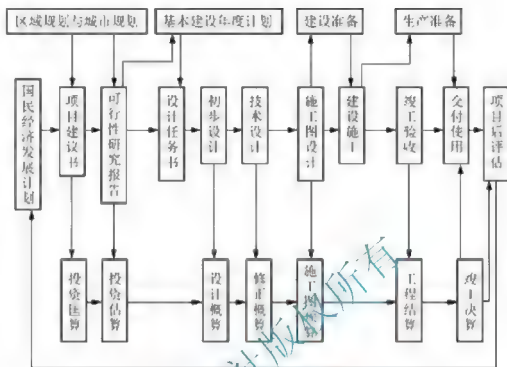 区域规划与城市规划
基本建设年度计划
建设准备
生产准备
国民经济发展计划
项目建议书
可行性研究报告
设计任务书
初步设计
技术设计
施工图设计
建设施工
竣工验收
交付使用
项目后评估
投资匡算
投资估算
设计概算
修正概算
施工图预算
工程结算
竣工决算
版权所有